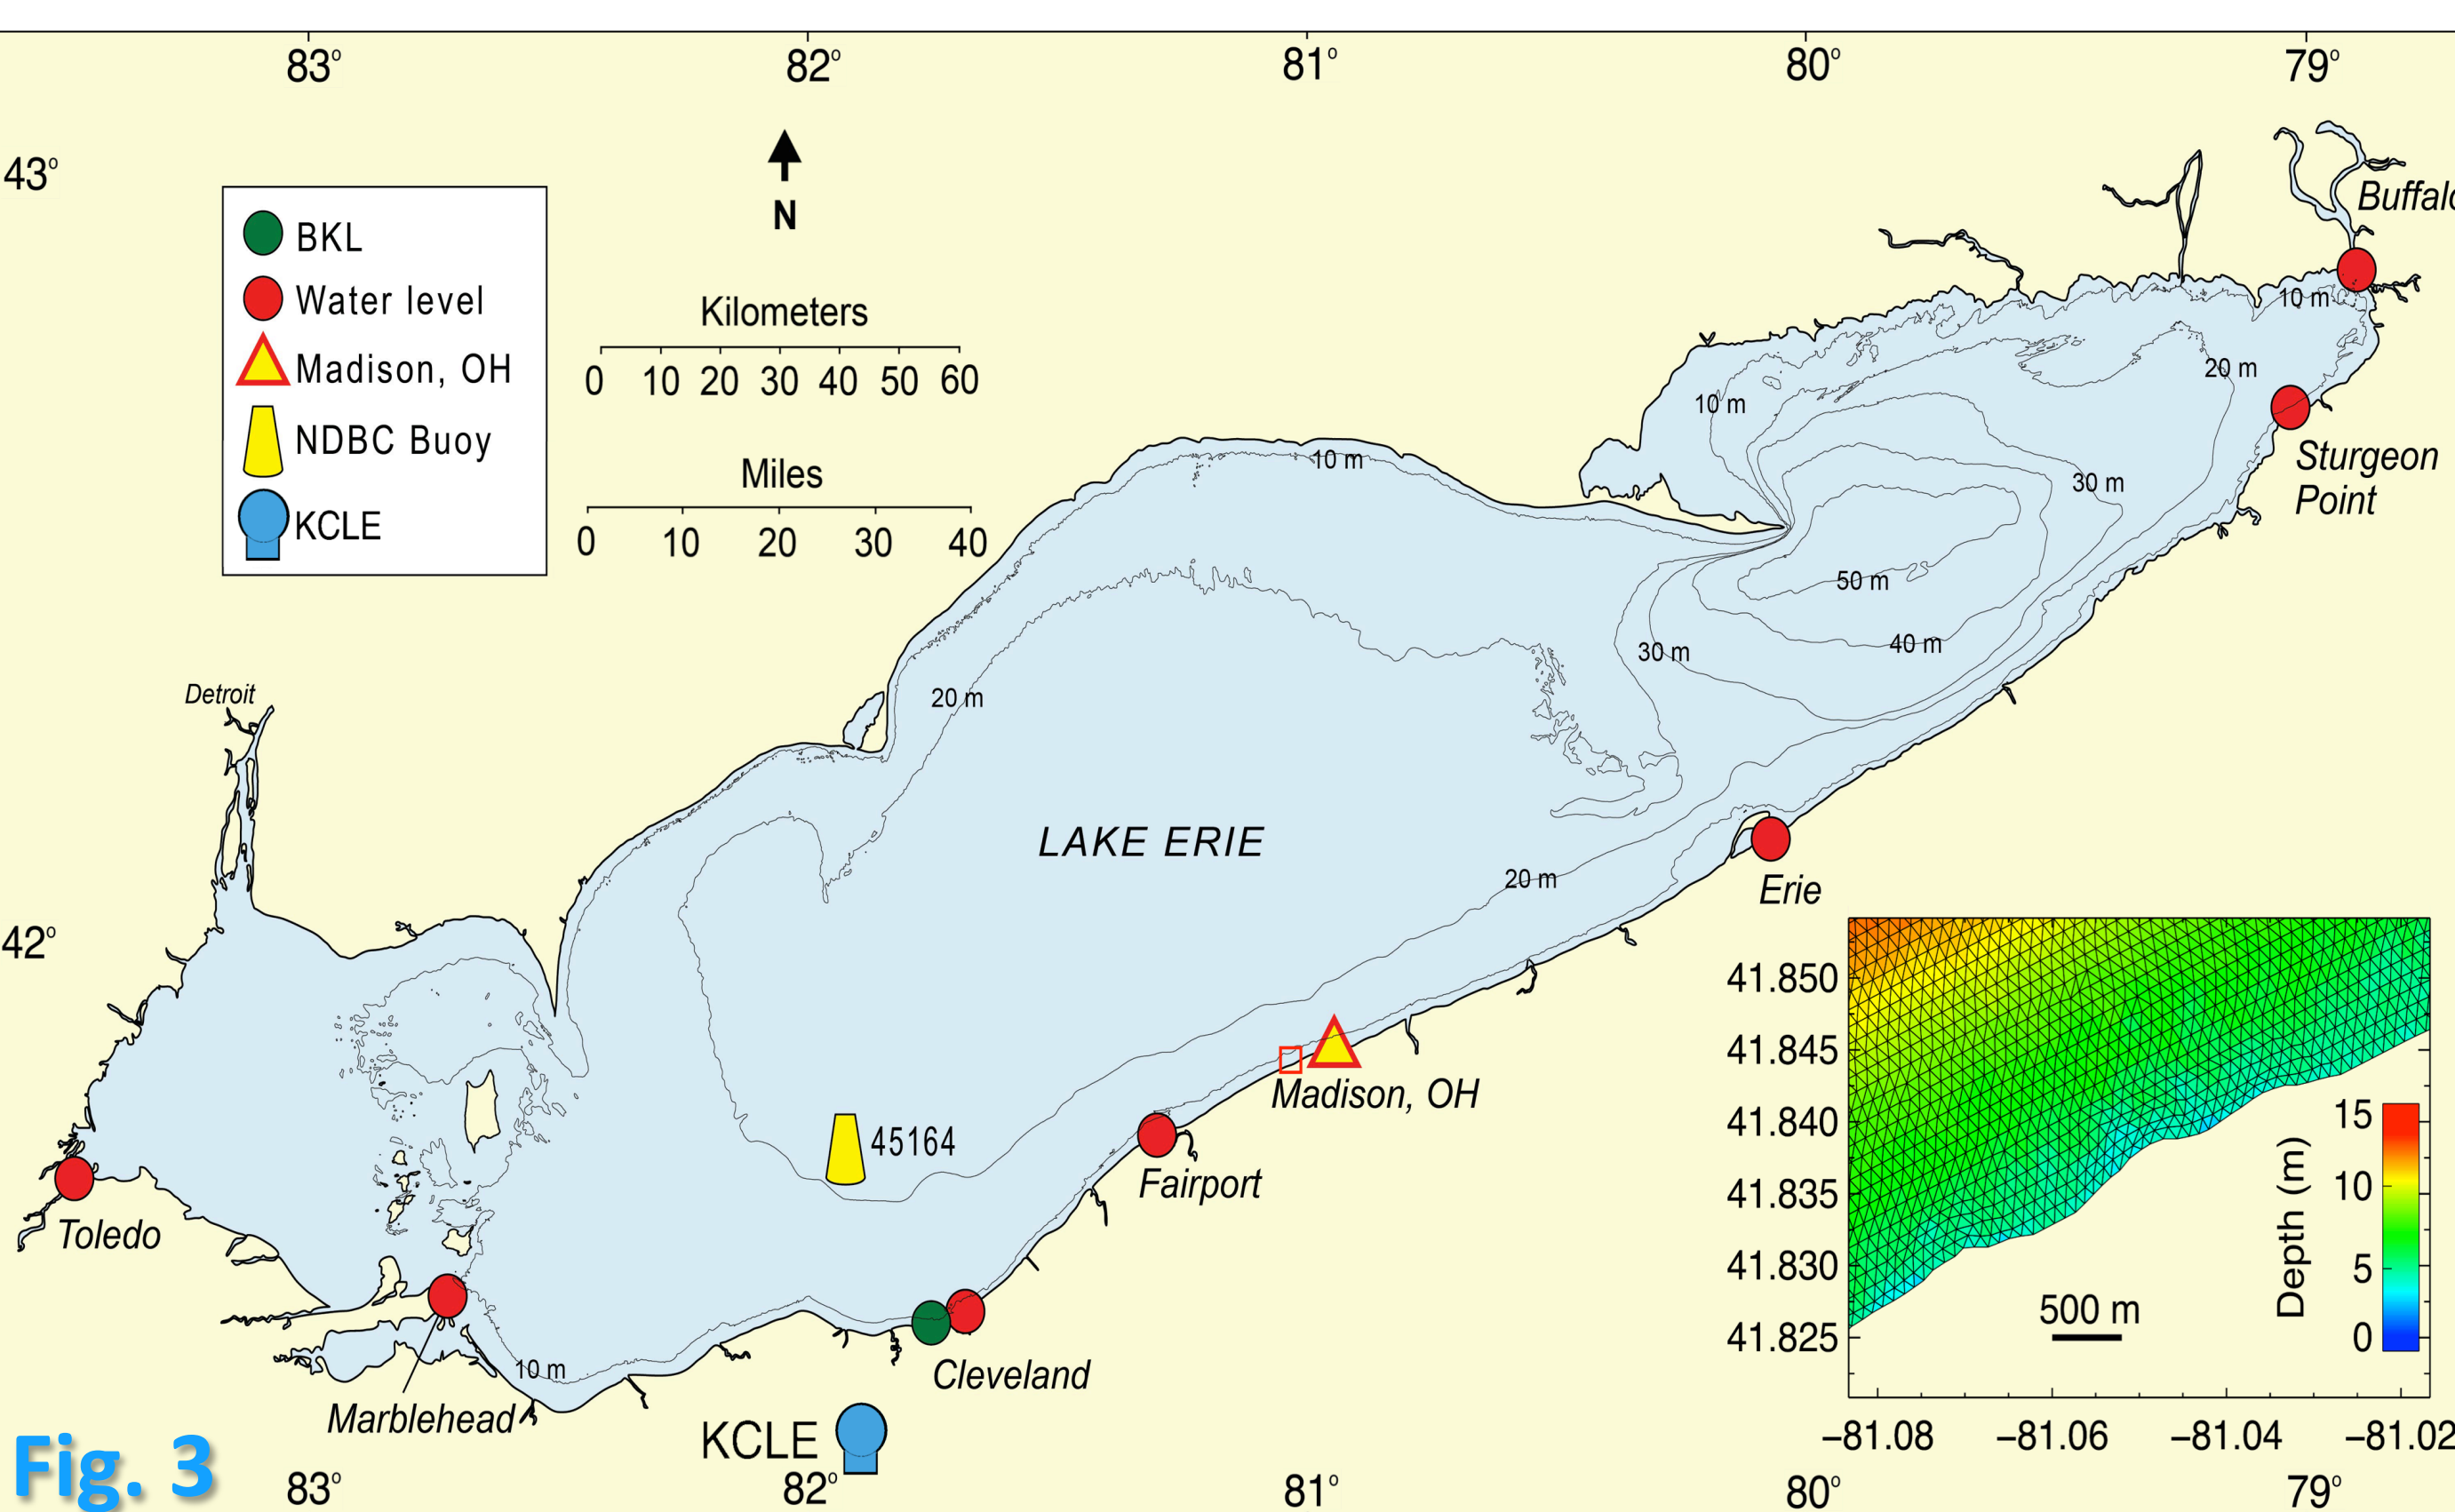 83°
82°
81°
80°
79°
43°
N
BKL
Water level
Madison, OH
NDBC Buoy
KCLE
Kilometers
0 10 20 30 40 50 60
Miles
0 10 20 30 40
Buffalo
10 m
20 m
10 m
Sturgeon
Point
30 m
10 m
50 m
40 m
30 m
20 m
Detroit
LAKE ERIE
20 m
Erie
42°
Madison, OH
45164
Fairport
Toledo
Cleveland
10 m
Marblehead
KCLE
41.850
41.845
41.840
41.835
41.830
41.825
15
10
5
0
Depth (m)
500 m
−81.08
−81.06
−81.04
−81.02
Fig. 3
83°
82°
81°
80°
79°